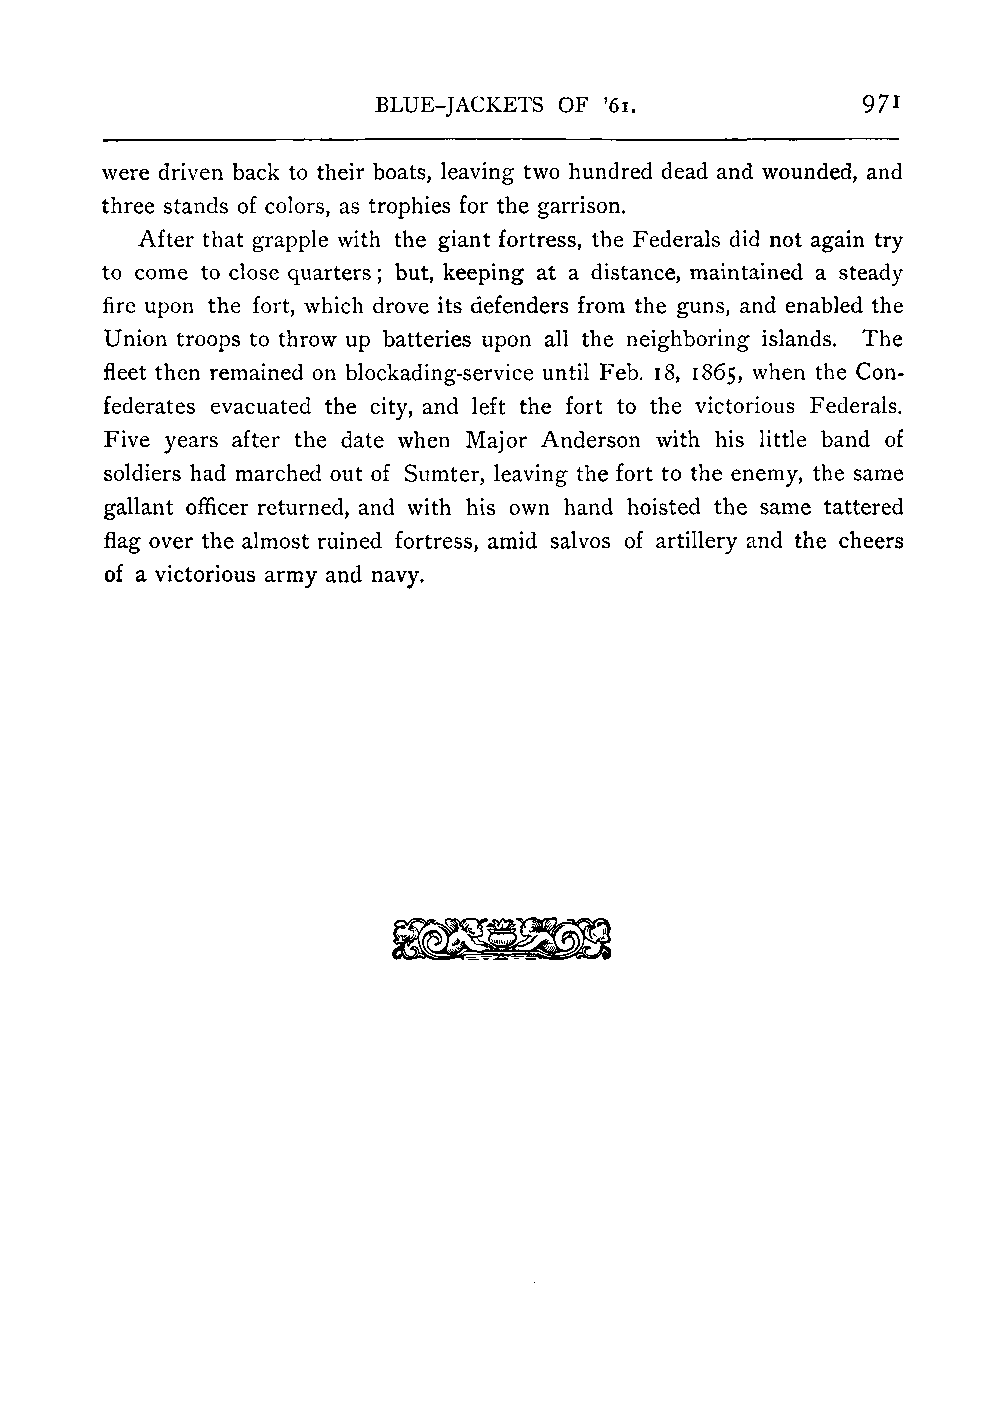 BLUE-JACKETS OF '61. 971
were driven back to their boats, leaving two hundred dead and wounded, and
three stands of colors, as trophies for the garrison.
After that grapple with the giant fortress, the Federals did not again try
to come to close quarters; but, keeping at a distance, maintained a steady
fire upon the fort, which drove its defenders from the guns, and enabled the
Union troops to throw up batteries upon all the neighboring islands. The
fleet then remained on blockading-service until Feb. 18, 1865, when the Con-
federates evacuated the city, and left the fort to the victorious Federals.
Five years after the date when Major Anderson with his little band of
soldiers had marched out of Sumter, leaving the fort to the enemy, the same
gallant officer returned, and with his own hand hoisted the same tattered
flag over the almost ruined fortress, amid salvos of artillery and the cheers
of a victorious army and navy.